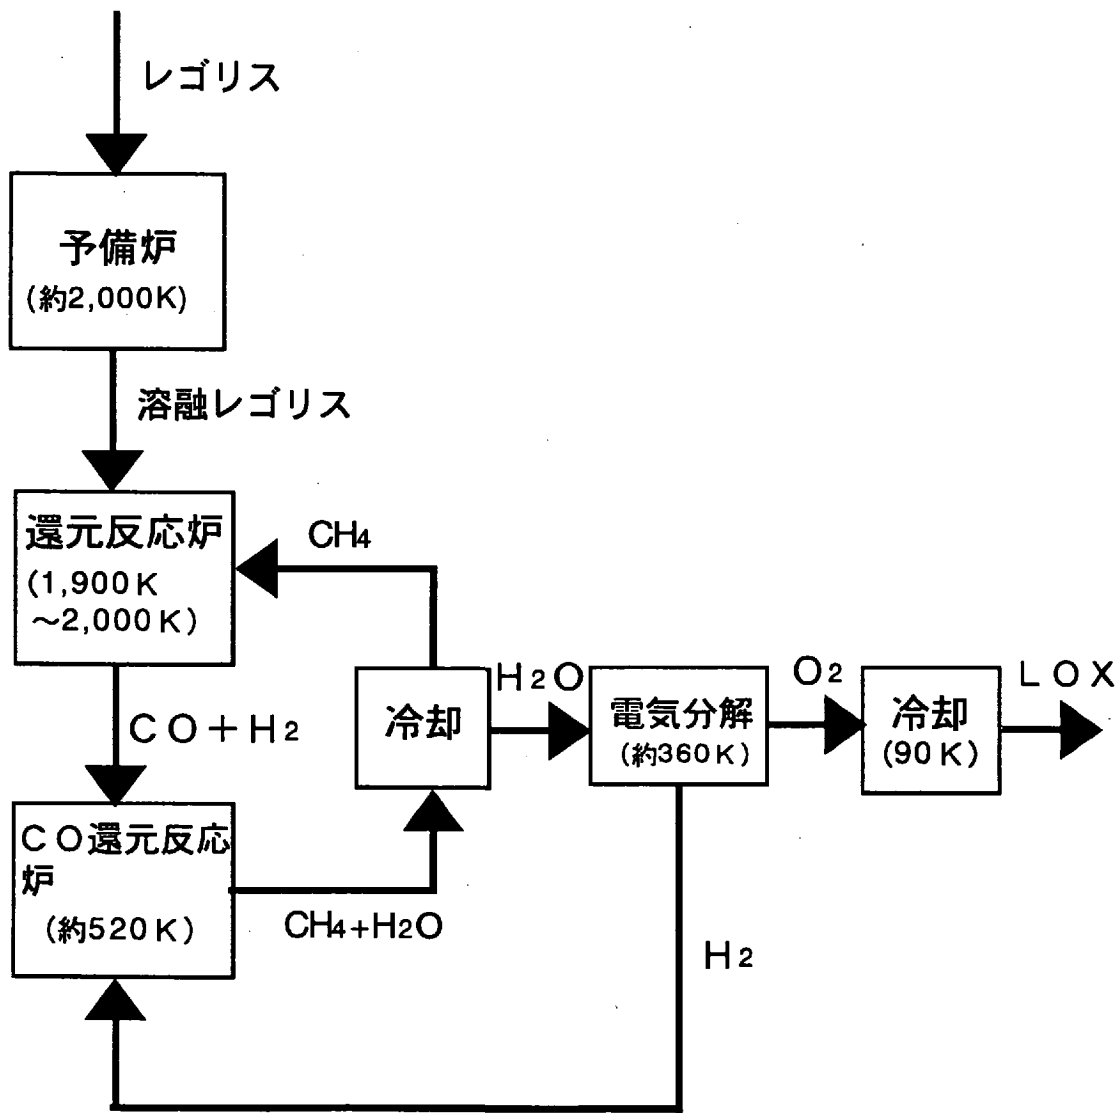 レゴリス
予備炉
(約2,000K)
溶融レゴリス
還元反応炉
(1,900K
～2,000K)
CH4
CO+H2
冷却
H2O
電気分解
(約360K)
O2
冷却
(90K)
LOX
CO還元反応
炉
(約520K)
CH4+H2O
H2